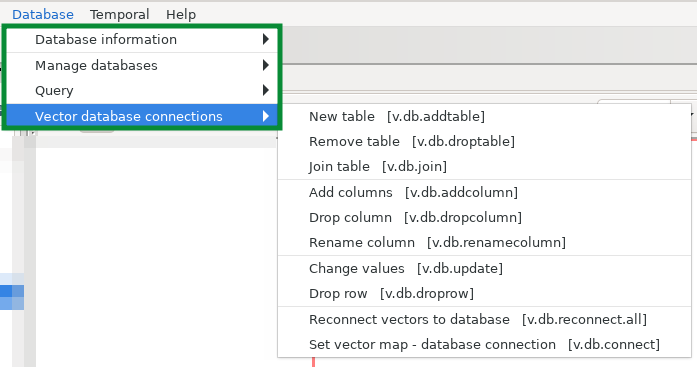 Database Temporal Help
Database information
Manage databases
Query
Vector database connections
New table [v.db.addtable]
Remove table [v.db.droptable]
Join table [v.db.join]
Add columns [v.db.addcolumn]
Drop column [v.db.dropcolumn]
Rename column [v.db.renamecolumn]
Change values [v.db.update]
Drop row [v.db.droprow]
Reconnect vectors to database [v.db.reconnect.all]
Set vector map - database connection [v.db.connect]